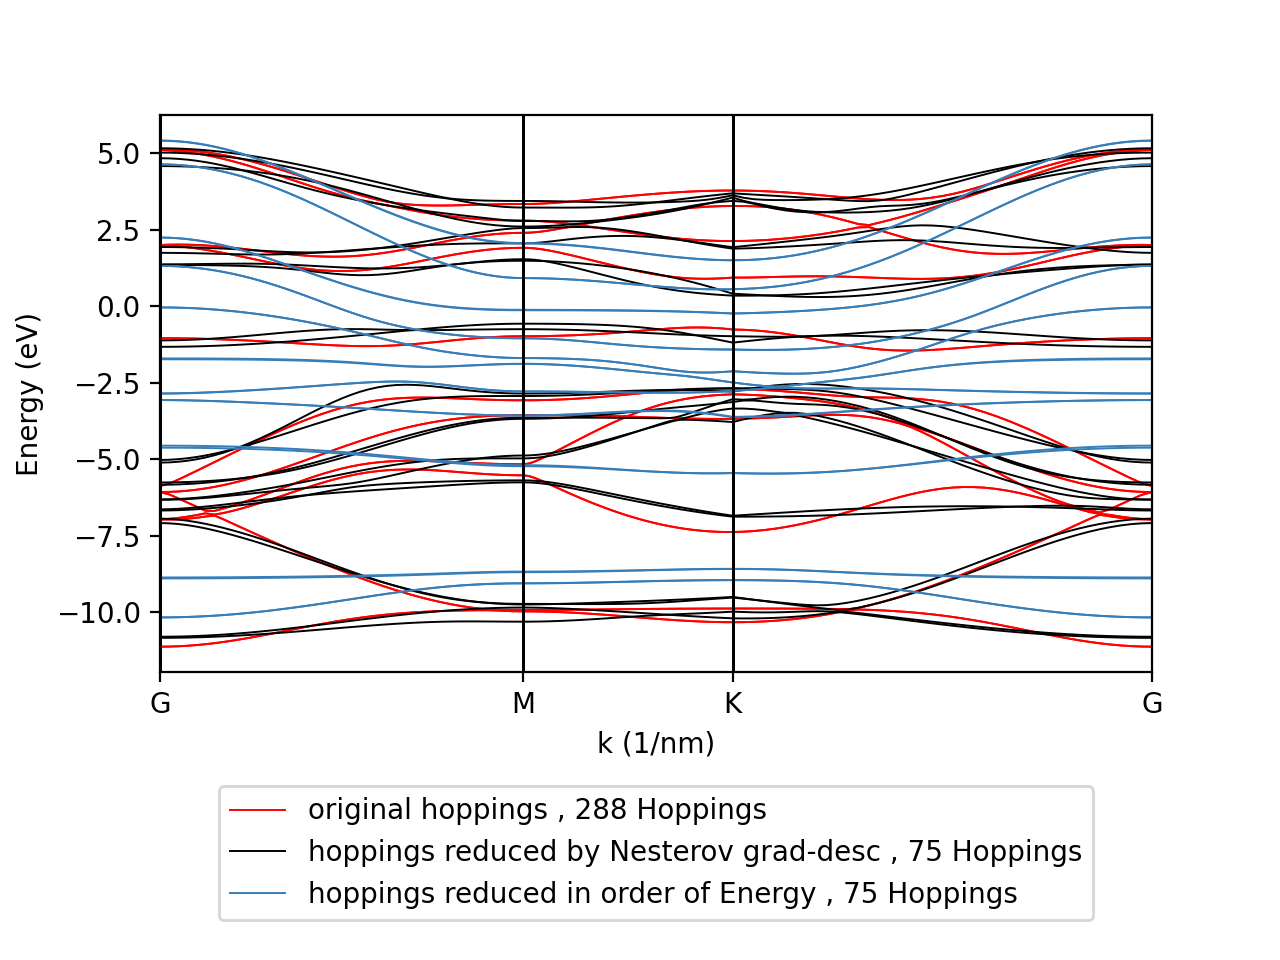 5.0
2.5
0.0
−2.5
−5.0
−7.5
−10.0
Energy (eV)
G M K G
k (1/nm)
original hoppings , 288 Hoppings
hoppings reduced by Nesterov grad-desc , 75 Hoppings
hoppings reduced in order of Energy , 75 Hoppings